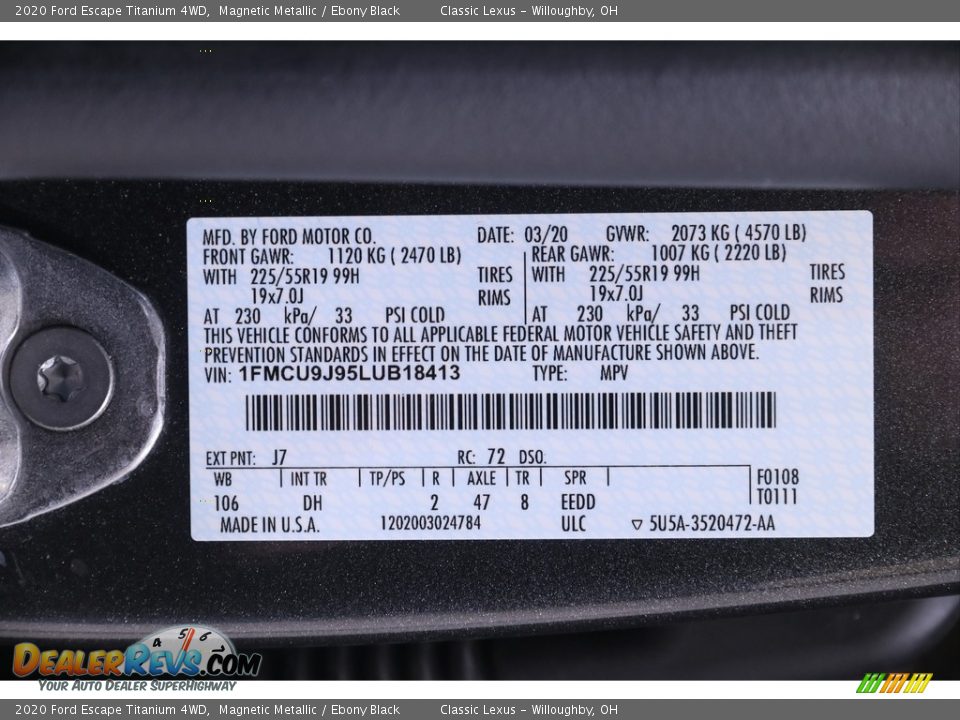 2020 Ford Escape Titanium 4WD, Magnetic Metallic / Ebony Black Classic Lexus - Willoughby, OH
MFD. BY FORD MOTOR CO. DATE: 03/20 GVWR: 2073 KG ( 4570 LB)
FRONT GAWR: 1120 KG ( 2470 LB) REAR GAWR: 1007 KG ( 2220 LB)
WITH 225/55R19 99H TIRES WITH 225/55R19 99H TIRES
19x7.0J RIMS 19x7.0J RIMS
AT 230 kPa/ 33 PSI COLD AT 230 kPa/ 33 PSI COLD
THIS VEHICLE CONFORMS TO ALL APPLICABLE FEDERAL MOTOR VEHICLE SAFETY AND THEFT
PREVENTION STANDARDS IN EFFECT ON THE DATE OF MANUFACTURE SHOWN ABOVE.
VIN: 1FMCU9J95LUB18413 TYPE: MPV
EXT PNT: J7 RC: 72 DSO:
WB INT TR TP/PS R AXLE TR SPR F0108
106 DH 2 47 8 EEDD T0111
MADE IN U.S.A. 1202003024784 ULC ▽ 5U5A-3520472-AA
4 5 6
DEALERREVS.COM
YOUR AUTO DEALER SUPERHIGHWAY
2020 Ford Escape Titanium 4WD, Magnetic Metallic / Ebony Black Classic Lexus - Willoughby, OH